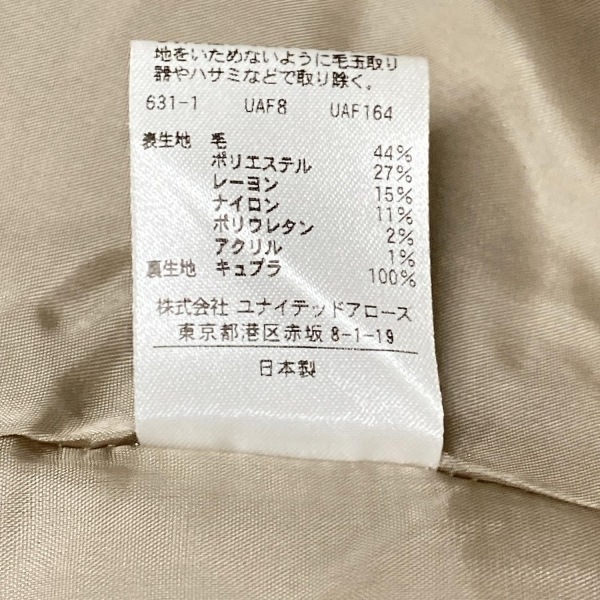 地をいためないように毛玉取り
器やハサミなどで取り除く。
631-1 UAF8 UAF164
表生地 毛 44%
ポリエステル 27%
レーヨン 15%
ナイロン 11%
ポリウレタン 2%
アクリル 1%
裏生地 キュプラ 100%
株式会社 ユナイテッドアローズ
東京都港区赤坂 8-1-19
日本製